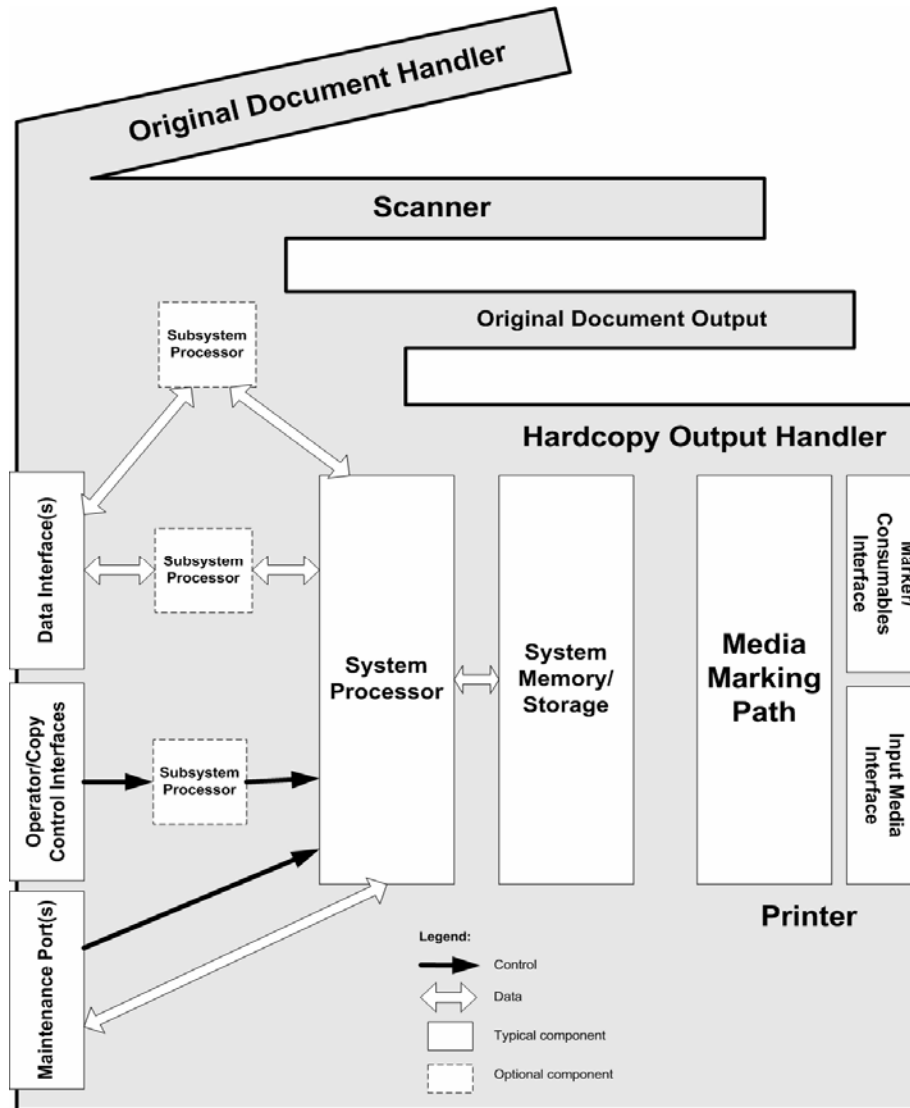 Original Document Handler
Scanner
Original Document Output
Subsystem
Processor
Hardcopy Output Handler
Data Interface(s)
Subsystem
Processor
System
Processor
System
Memory/
Storage
Media
Marking
Path
Marker/
Consumables
Interface
Operator/Copy
Control Interfaces
Subsystem
Processor
Input Media
Interface
Maintenance Port(s)
Printer
Legend:
Control
Data
Typical component
Optional component